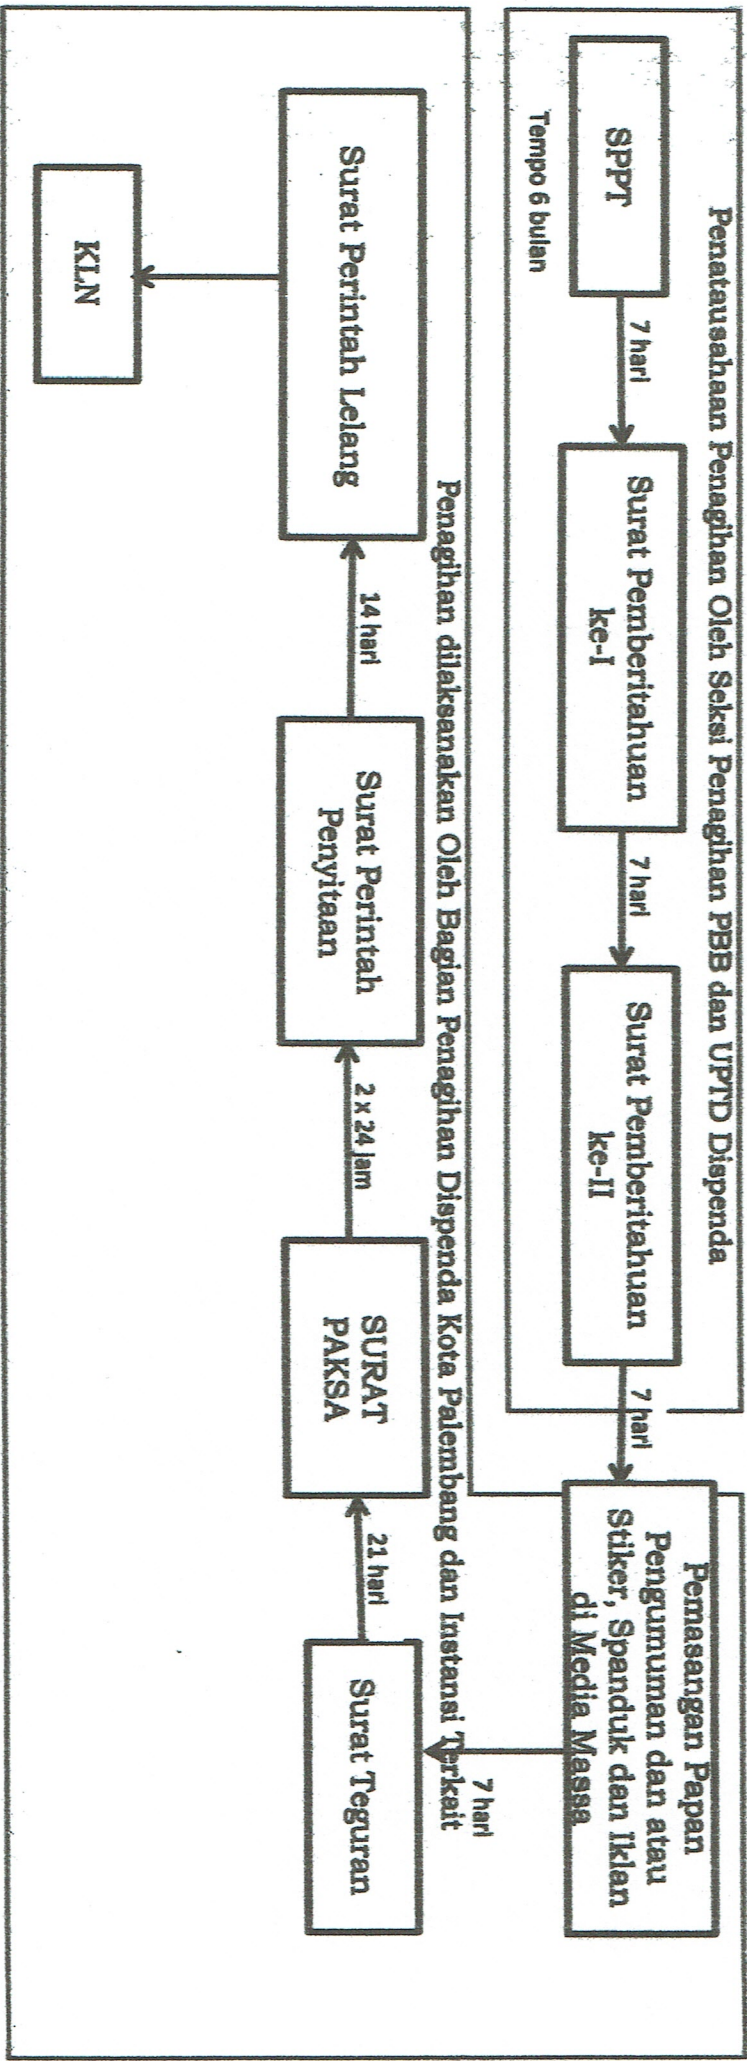 Penatausahaan Penagihan Oleh Seksi Penagihan PBB dan UPTD Dispenda
SPPT
Tempo 6 bulan
7 hari
Surat Pemberitahuan
ke-I
7 hari
Surat Pemberitahuan
ke-II
7 hari
Pemasangan Papan
Pengumuman dan atau
Stiker, Spanduk dan Iklan
di Media Massa
7 hari
Penagihan dilaksanakan Oleh Bagian Penagihan Dispenda Kota Palembang dan Instansi Terkait
Surat Teguran
21 hari
SURAT
PAKSA
2 x 24 jam
Surat Perintah
Penyitaan
14 hari
Surat Perintah Lelang
KLN